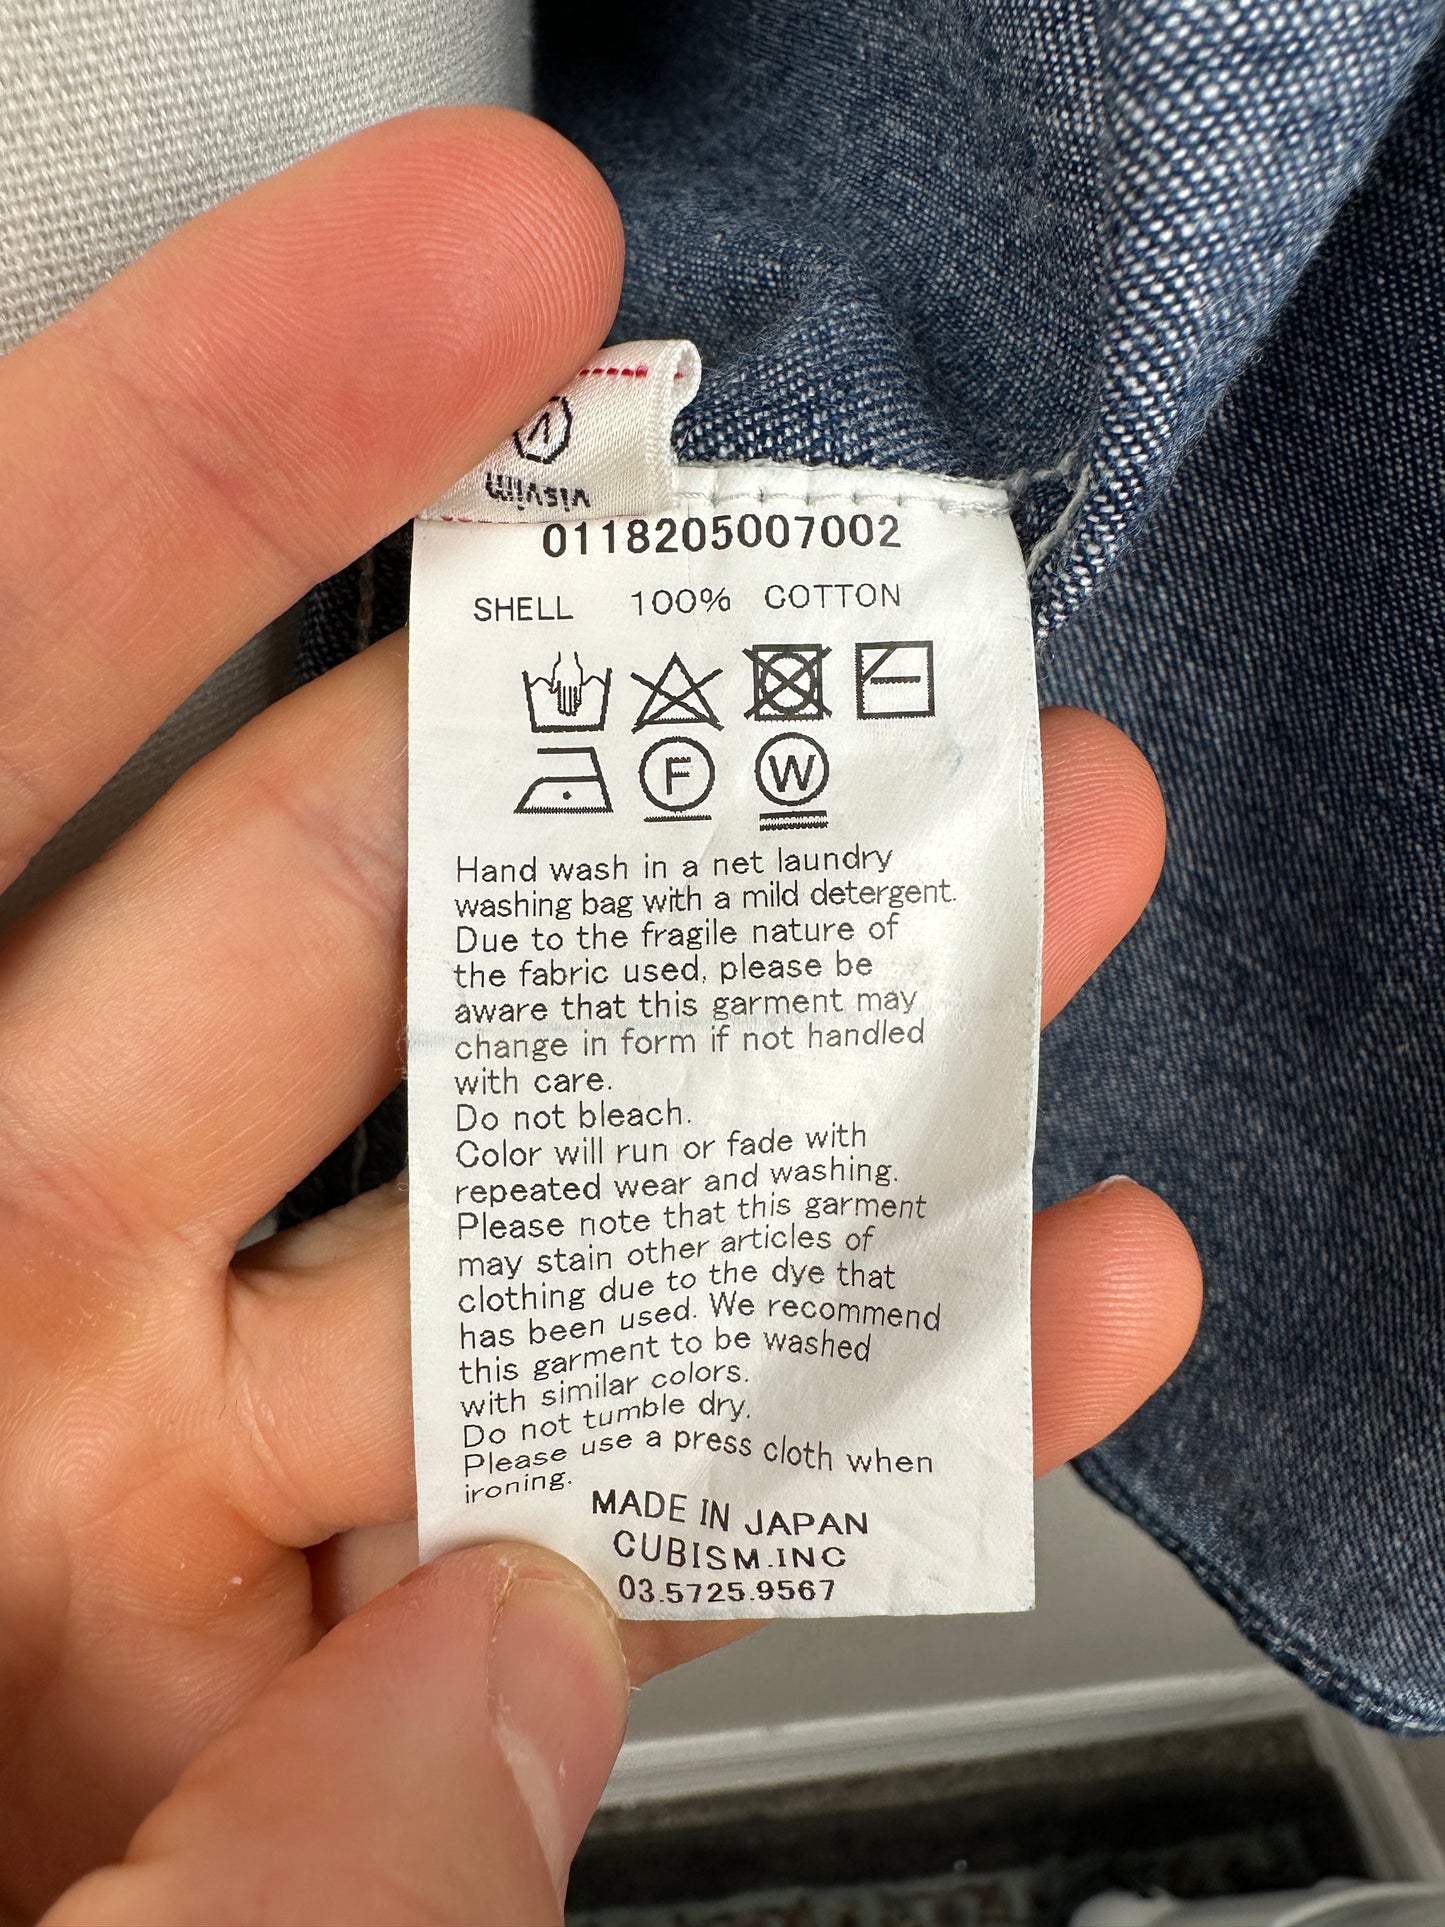 visvim
0118205007002
SHELL 100% COTTON
F W
Hand wash in a net laundry
washing bag with a mild detergent.
Due to the fragile nature of
the fabric used, please be
aware that this garment may
change in form if not handled
with care.
Do not bleach.
Color will run or fade with
repeated wear and washing.
Please note that this garment
may stain other articles of
clothing due to the dye that
has been used. We recommend
this garment to be washed
with similar colors.
Do not tumble dry.
Please use a press cloth when
ironing.
MADE IN JAPAN
CUBISM.INC
03.5725.9567